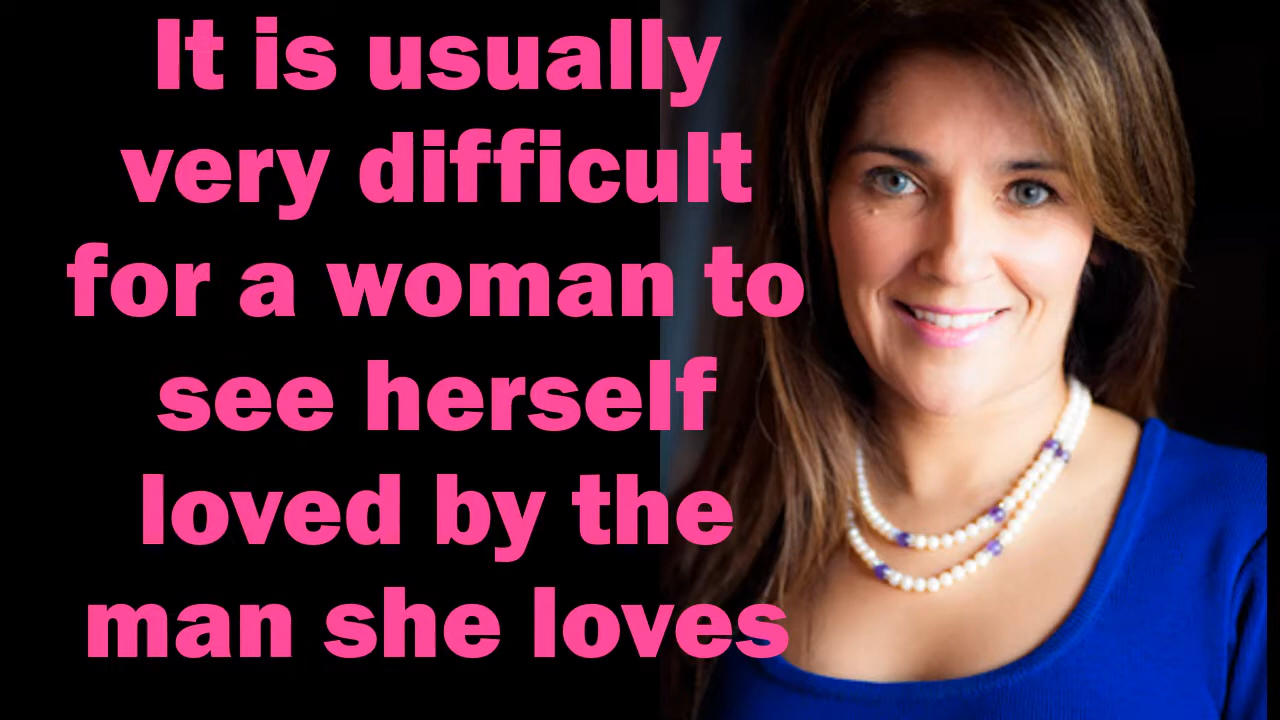 It is usually
very difficult
for a woman to
see herself
loved by the
man she loves